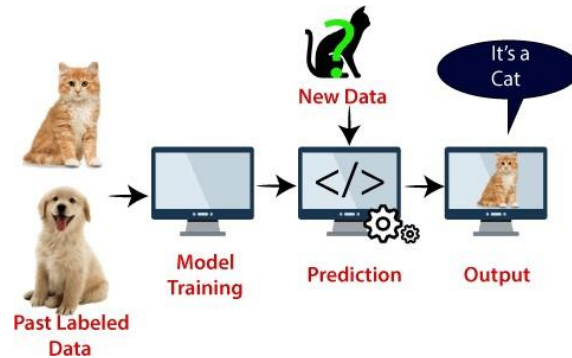 It's a
Cat
?
New Data
</>
Model
Training
Prediction
Output
Past Labeled
Data